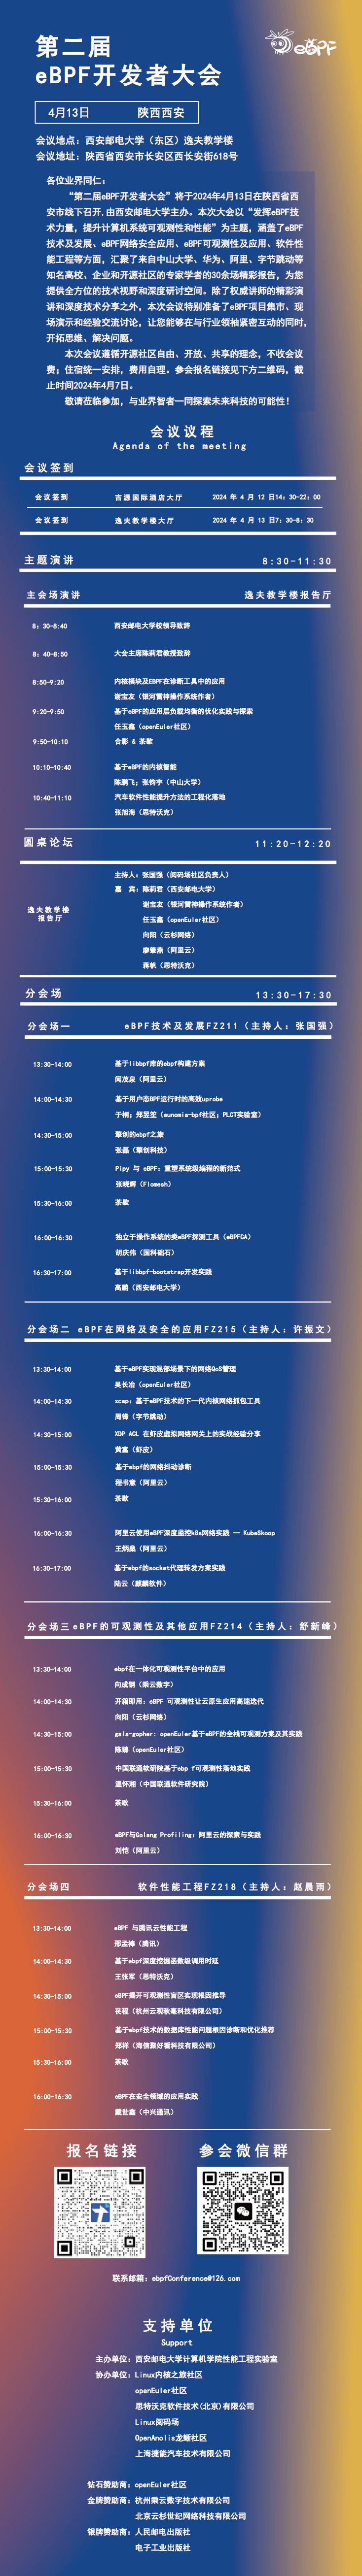 第二届
eBPF开发者大会
eBPF
4月13日 陕西西安
会议地点：西安邮电大学（东区）逸夫教学楼
会议地址：陕西省西安市长安区西长安街618号
各位业界同仁：
“第二届eBPF开发者大会”将于2024年4月13日在陕西省西
安市线下召开,由西安邮电大学主办。本次大会以“发挥eBPF技
术力量，提升计算机系统可观测性和性能”为主题，涵盖了eBPF
技术及发展、eBPF网络安全应用、eBPF可观测性及应用、软件性
能工程等方面，汇聚了来自中山大学、华为、阿里、字节跳动等
知名高校、企业和开源社区的专家学者的30余场精彩报告，为您
提供全方位的技术视野和深度研讨空间。除了权威讲师的精彩演
讲和深度技术分享之外，本次会议特别准备了eBPF项目集市、现
场演示和经验交流讨论，让您能够在与行业领袖紧密互动的同时，
开拓思维、解决问题。
本次会议遵循开源社区自由、开放、共享的理念，不收会议
费；住宿统一安排，费用自理。参会报名链接见下方二维码，截
止时间2024年4月7日。
敬请莅临参加，与业界智者一同探索未来科技的可能性！
会议议程
Agenda of the meeting
会议签到
会议签到 吉源国际酒店大厅 2024 年 4 月 12 日14：30-22：00
会议签到 逸夫教学楼大厅 2024 年 4 月 13 日7：30-8：30
主题演讲 8:30-11:30
主会场演讲 逸夫教学楼报告厅
8：30-8:40 西安邮电大学校领导致辞
8：40-8:50 大会主席陈莉君教授致辞
8:50-9:20 内核模块及EBPF在诊断工具中的应用
谢宝友（银河雷神操作系统作者）
9:20-9:50 基于eBPF的应用层负载均衡的优化实践与探索
任玉鑫（openEuler社区）
9:50-10:10 合影 & 茶歇
10:10-10:40 基于eBPF的内核智能
陈鹏飞；张钧宇（中山大学）
10:40-11:10 汽车软件性能提升方法的工程化落地
张旭海（思特沃克）
圆桌论坛 11:20-12:20
逸夫教学楼
报告厅
主持人：张国强（阅码场社区负责人）
嘉 宾：陈莉君（西安邮电大学）
谢宝友（银河雷神操作系统作者）
任玉鑫（openEuler社区）
向阳（云杉网络）
廖肇燕（阿里云）
蒋帆（思特沃克）
分会场 13:30-17:30
分会场一 eBPF技术及发展FZ211（主持人：张国强）
13:30-14:00 基于libbpf库的ebpf构建方案
闻茂泉（阿里云）
14:00-14:30 基于用户态BPF运行时的高效uprobe
于桐；郑昱笙（eunomia-bpf社区；PLCT实验室）
14:30-15:00 擎创的ebpf之旅
张磊（擎创科技）
15:00-15:30 Pipy 与 eBPF：重塑系统级编程的新范式
张晓辉（Flomesh）
15:30-16:00 茶歇
16:00-16:30 独立于操作系统的类eBPF探测工具（eBPFCA）
胡庆伟（国科础石）
16:30-17:00 基于libbpf-bootstrap开发实践
高鹏（西安邮电大学）
分会场二 eBPF在网络及安全的应用FZ215（主持人：许振文）
13:30-14:00 基于eBPF实现混部场景下的网络QoS管理
吴长冶（openEuler社区）
14:00-14:30 xcap：基于eBPF技术的下一代内核网络抓包工具
周锋（字节跳动）
14:30-15:00 XDP ACL 在虾皮虚拟网络网关上的实战经验分享
黄富（虾皮）
15:00-15:30 基于ebpf的网络抖动诊断
程书意（阿里云）
15:30-16:00 茶歇
16:00-16:30 阿里云使用eBPF深度监控k8s网络实践 —— KubeSkoop
王炳燊（阿里云）
16:30-17:00 基于ebpf的socket代理转发方案实践
陆云（麒麟软件）
分会场三eBPF的可观测性及其他应用FZ214（主持人：舒新峰）
13:30-14:00 ebpf在一体化可观测性平台中的应用
向成钢（乘云数字）
14:00-14:30 开箱即用：eBPF 可观测性让云原生应用高速迭代
向阳（云杉网络）
14:30-15:00 gala-gopher: openEuler基于eBPF的全栈可观测方案及其实践
陈臻（openEuler社区）
15:00-15:30 中国联通软研院基于ebp f可观测性落地实践
温怀湘（中国联通软件研究院）
15:30-16:00 茶歇
16:00-16:30 eBPF与Golang Profiling：阿里云的探索与实践
刘恺（阿里云）
分会场四 软件性能工程FZ218（主持人：赵晨雨）
13:30-14:00 eBPF 与腾讯云性能工程
邢孟棒（腾讯）
14:00-14:30 基于ebpf深度挖掘函数级调用时延
王张军（思特沃克）
14:30-15:00 eBPF揭开可观测性盲区实现根因推导
苌程（杭州云观秋毫科技有限公司）
15:00-15:30 基于ebpf技术的数据库性能问题根因诊断和优化推荐
郑祥（海信聚好看科技有限公司）
15:30-16:00 茶歇
16:00-16:30 eBPF在安全领域的应用实践
戴世鑫（中兴通讯）
报名链接 参会微信群
联系邮箱：ebpfConference@126.com
支持单位
Support
主办单位：西安邮电大学计算机学院性能工程实验室
协办单位：Linux内核之旅社区
openEuler社区
思特沃克软件技术(北京)有限公司
Linux阅码场
OpenAnolis龙蜥社区
上海捷能汽车技术有限公司
钻石赞助商：openEuler社区
金牌赞助商：杭州乘云数字技术有限公司
北京云杉世纪网络科技有限公司
银牌赞助商：人民邮电出版社
电子工业出版社